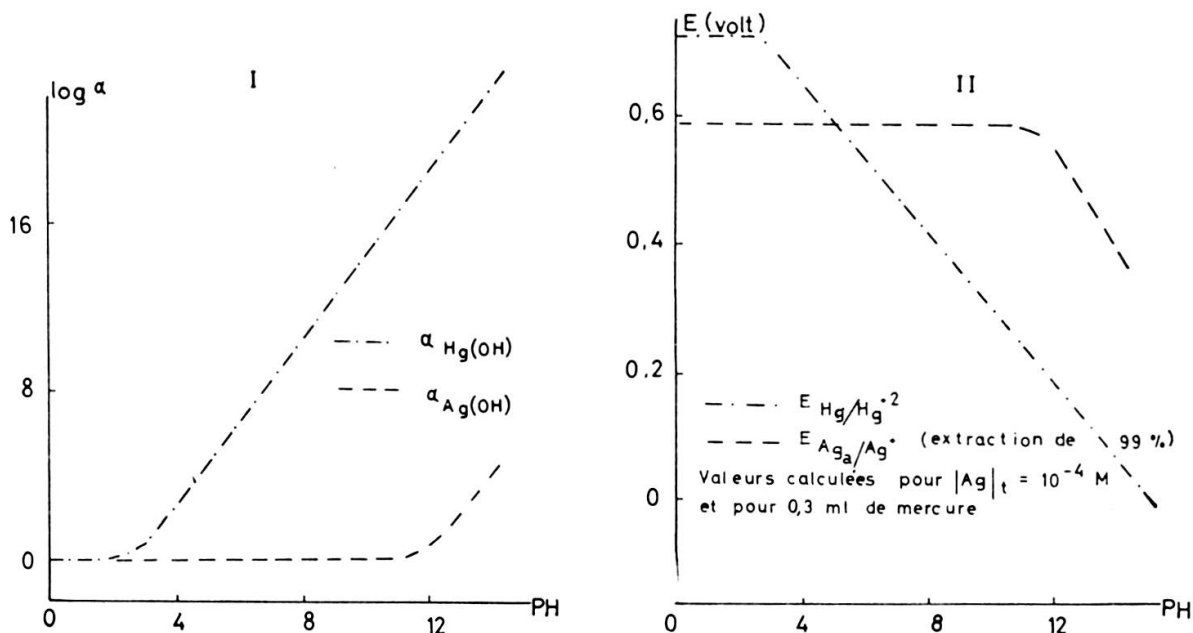 I
log α
16
8
0
α Hg(OH)
α Ag(OH)
0
4
8
12
PH
E (volt)
II
0,6
0,4
0,2
0
E Hg/Hg+2
E Aga/Ag+ (extraction de 99 %)
Valeurs calculées pour |Ag|t = 10-4 M
et pour 0,3 ml de mercure
0
4
8
12
PH